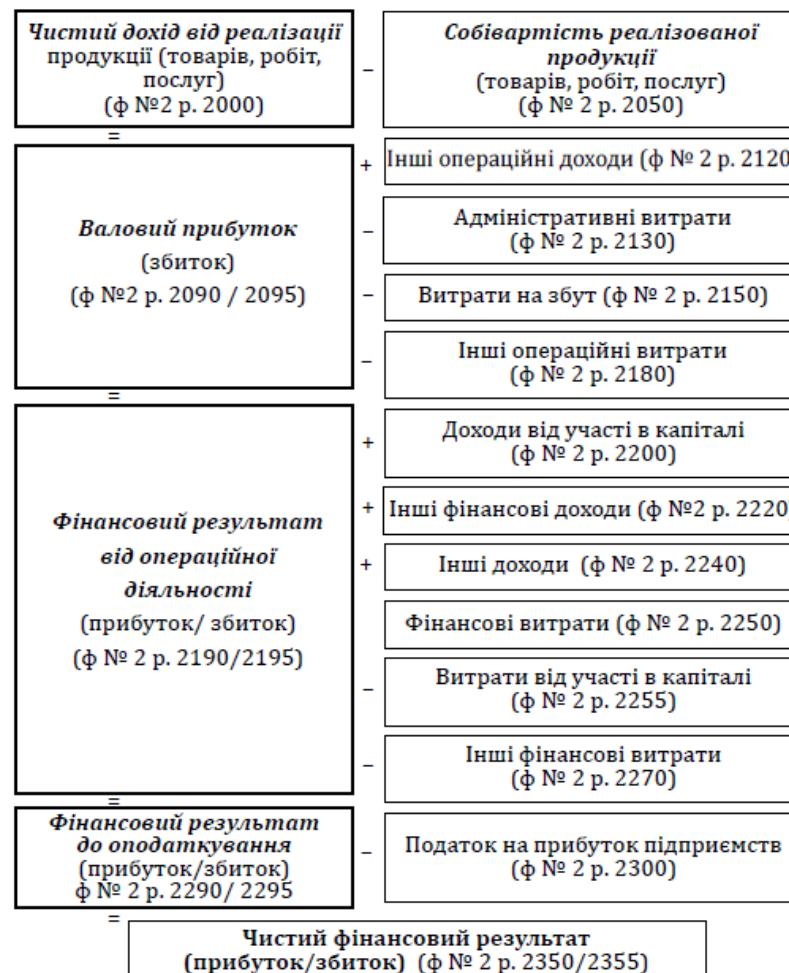 Чистий дохід від реалізації
продукції (товарів, робіт,
послуг)
(ф №2 р. 2000)
–
Собівартість реалізованої
продукції
(товарів, робіт, послуг)
(ф № 2 р. 2050)
=
Валовий прибуток
(збиток)
(ф №2 р. 2090 / 2095)
+
Інші операційні доходи (ф № 2 р. 2120
–
Адміністративні витрати
(ф № 2 р. 2130)
–
Витрати на збут (ф № 2 р. 2150)
–
Інші операційні витрати
(ф № 2 р. 2180)
=
Фінансовий результат
від операційної
діяльності
(прибуток/ збиток)
(ф № 2 р. 2190/2195)
+
Доходи від участі в капіталі
(ф № 2 р. 2200)
+
Інші фінансові доходи (ф №2 р. 2220)
+
Інші доходи (ф № 2 р. 2240)
Фінансові витрати (ф № 2 р. 2250)
–
Витрати від участі в капіталі
(ф № 2 р. 2255)
–
Інші фінансові витрати
(ф № 2 р. 2270)
=
Фінансовий результат
до оподаткування
(прибуток/збиток)
ф № 2 р. 2290/ 2295
–
Податок на прибуток підприємств
(ф № 2 р. 2300)
=
Чистий фінансовий результат
(прибуток/збиток) (ф № 2 р. 2350/2355)